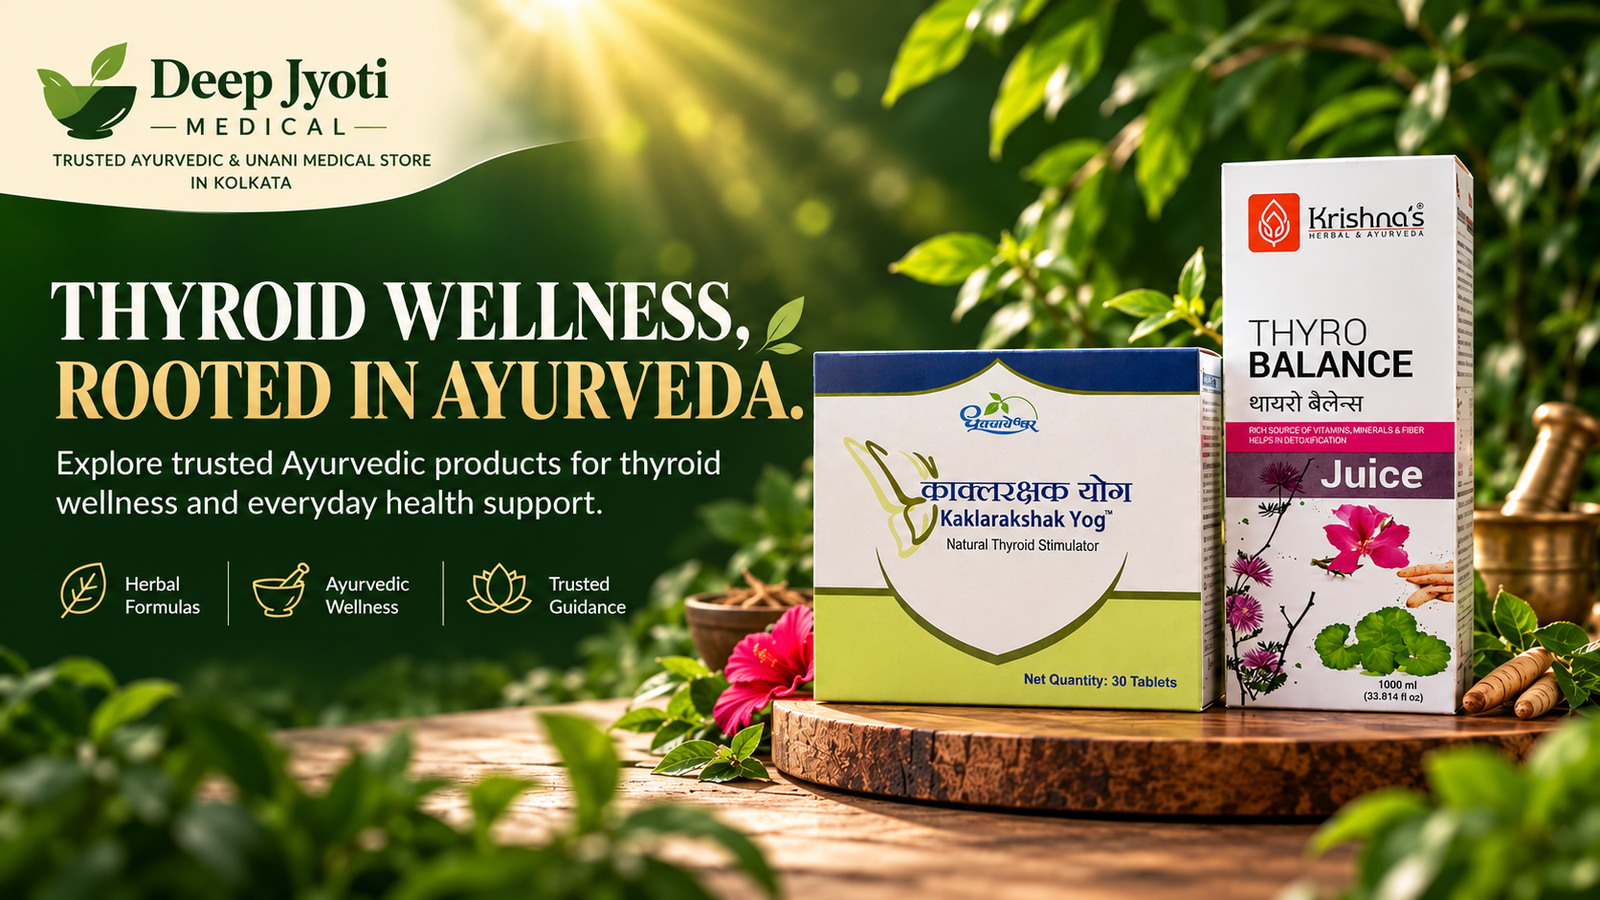 Deep Jyoti
MEDICAL
TRUSTED AYURVEDIC & UNANI MEDICAL STORE
IN KOLKATA
THYROID WELLNESS,
ROOTED IN AYURVEDA.
Explore trusted Ayurvedic products for thyroid
wellness and everyday health support.
Herbal
Formulas
Ayurvedic
Wellness
Trusted
Guidance
काक्लरक्षक योग
Kaklarakshak Yog™
Natural Thyroid Stimulator
Net Quantity: 30 Tablets
Krishna's®
HERBAL & AYURVEDA
THYRO
BALANCE
थायरो बैलेन्स
RICH SOURCE OF VITAMINS, MINERALS & FIBER
HELPS IN DETOXIFICATION
Juice
1000 ml
(33.814 fl oz)